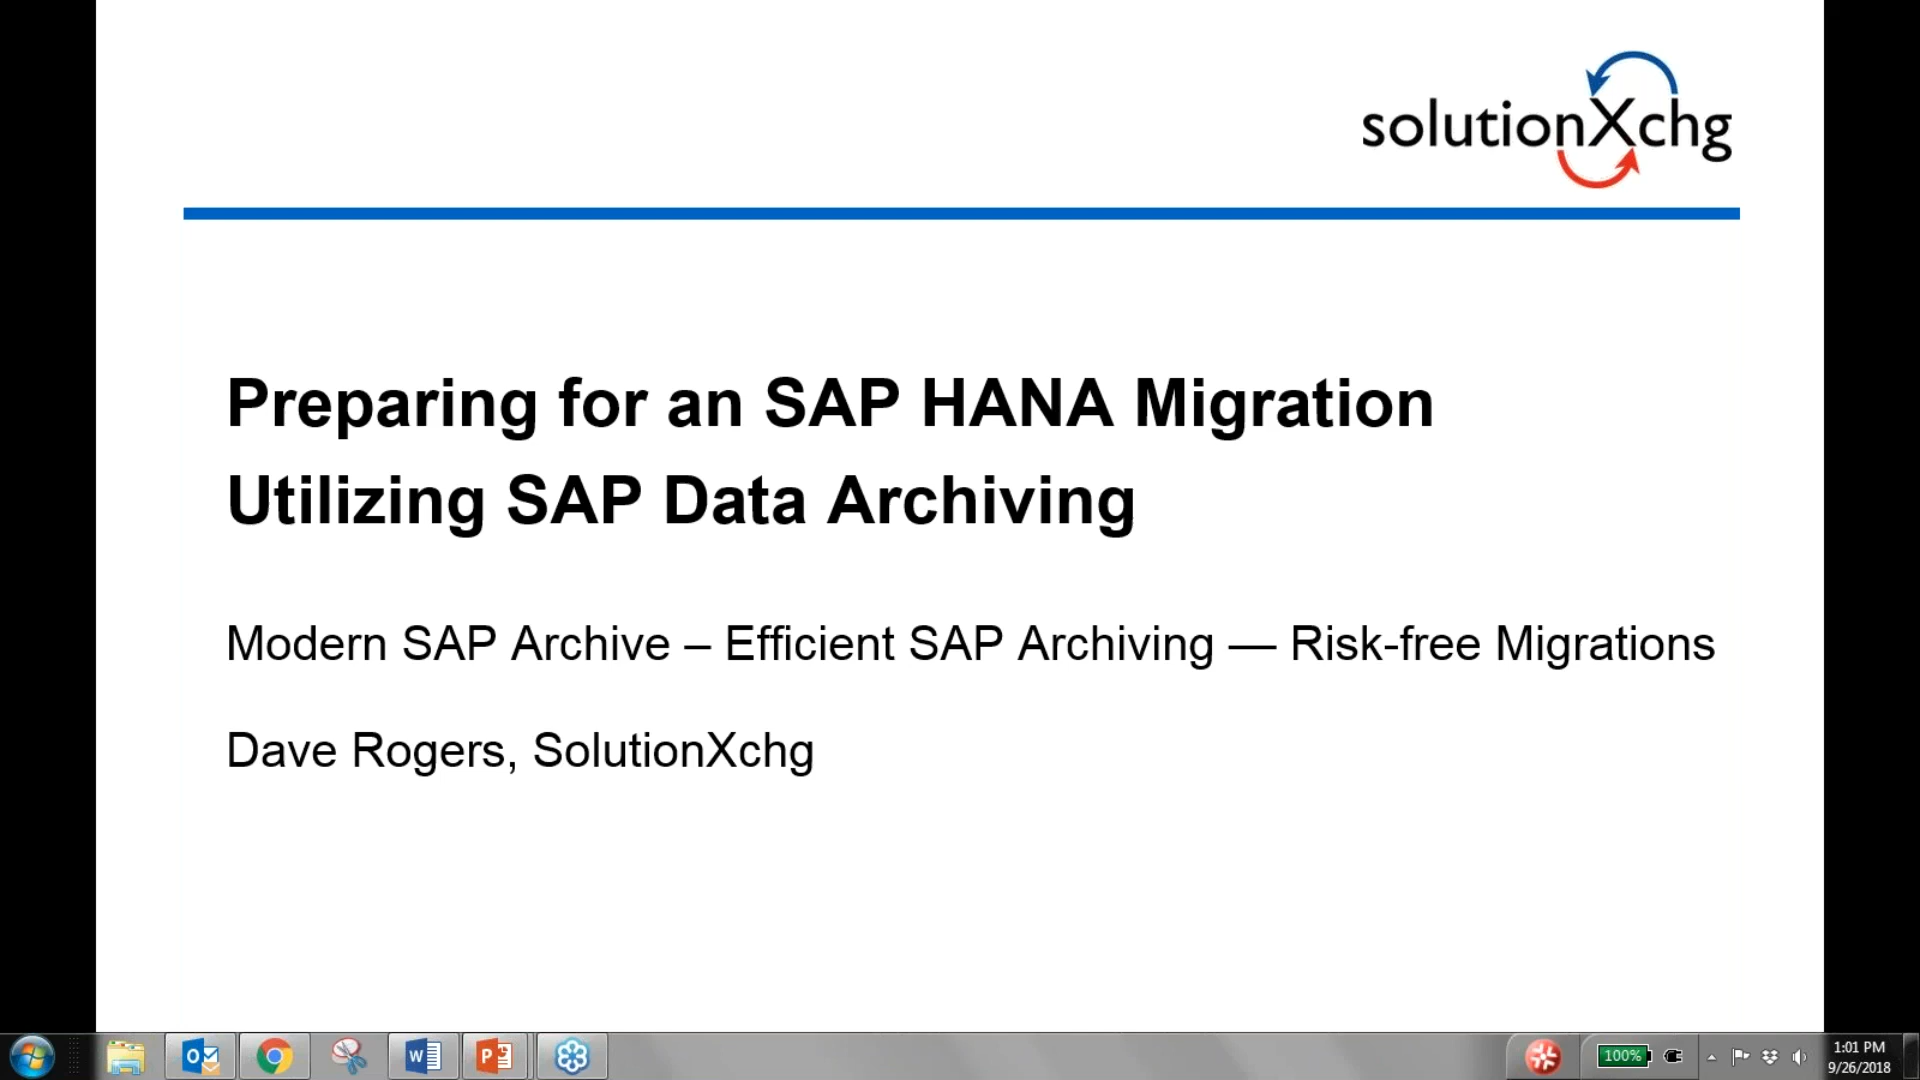 solutionXchg
Preparing for an SAP HANA Migration
Utilizing SAP Data Archiving
Modern SAP Archive – Efficient SAP Archiving — Risk-free Migrations
Dave Rogers, SolutionXchg
100%
1:01 PM
9/26/2018